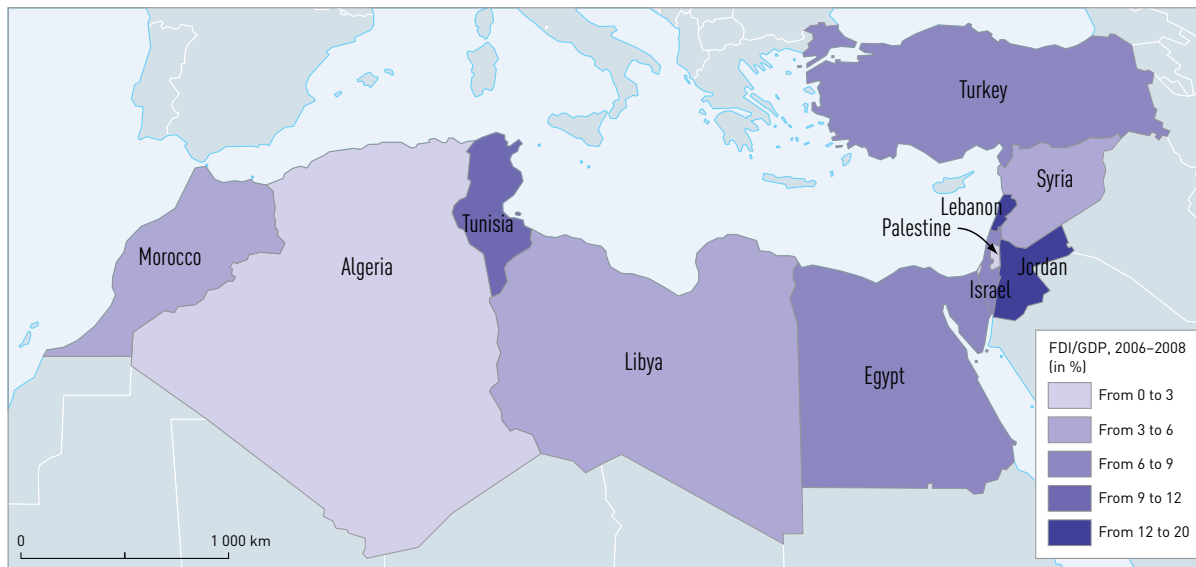 Turkey
Syria
Lebanon
Palestine
Tunisia
Morocco
Algeria
Jordan
Israel
Libya
Egypt
FDI/GDP, 2006–2008
(in %)
From 0 to 3
From 3 to 6
From 6 to 9
From 9 to 12
From 12 to 20
0 1 000 km